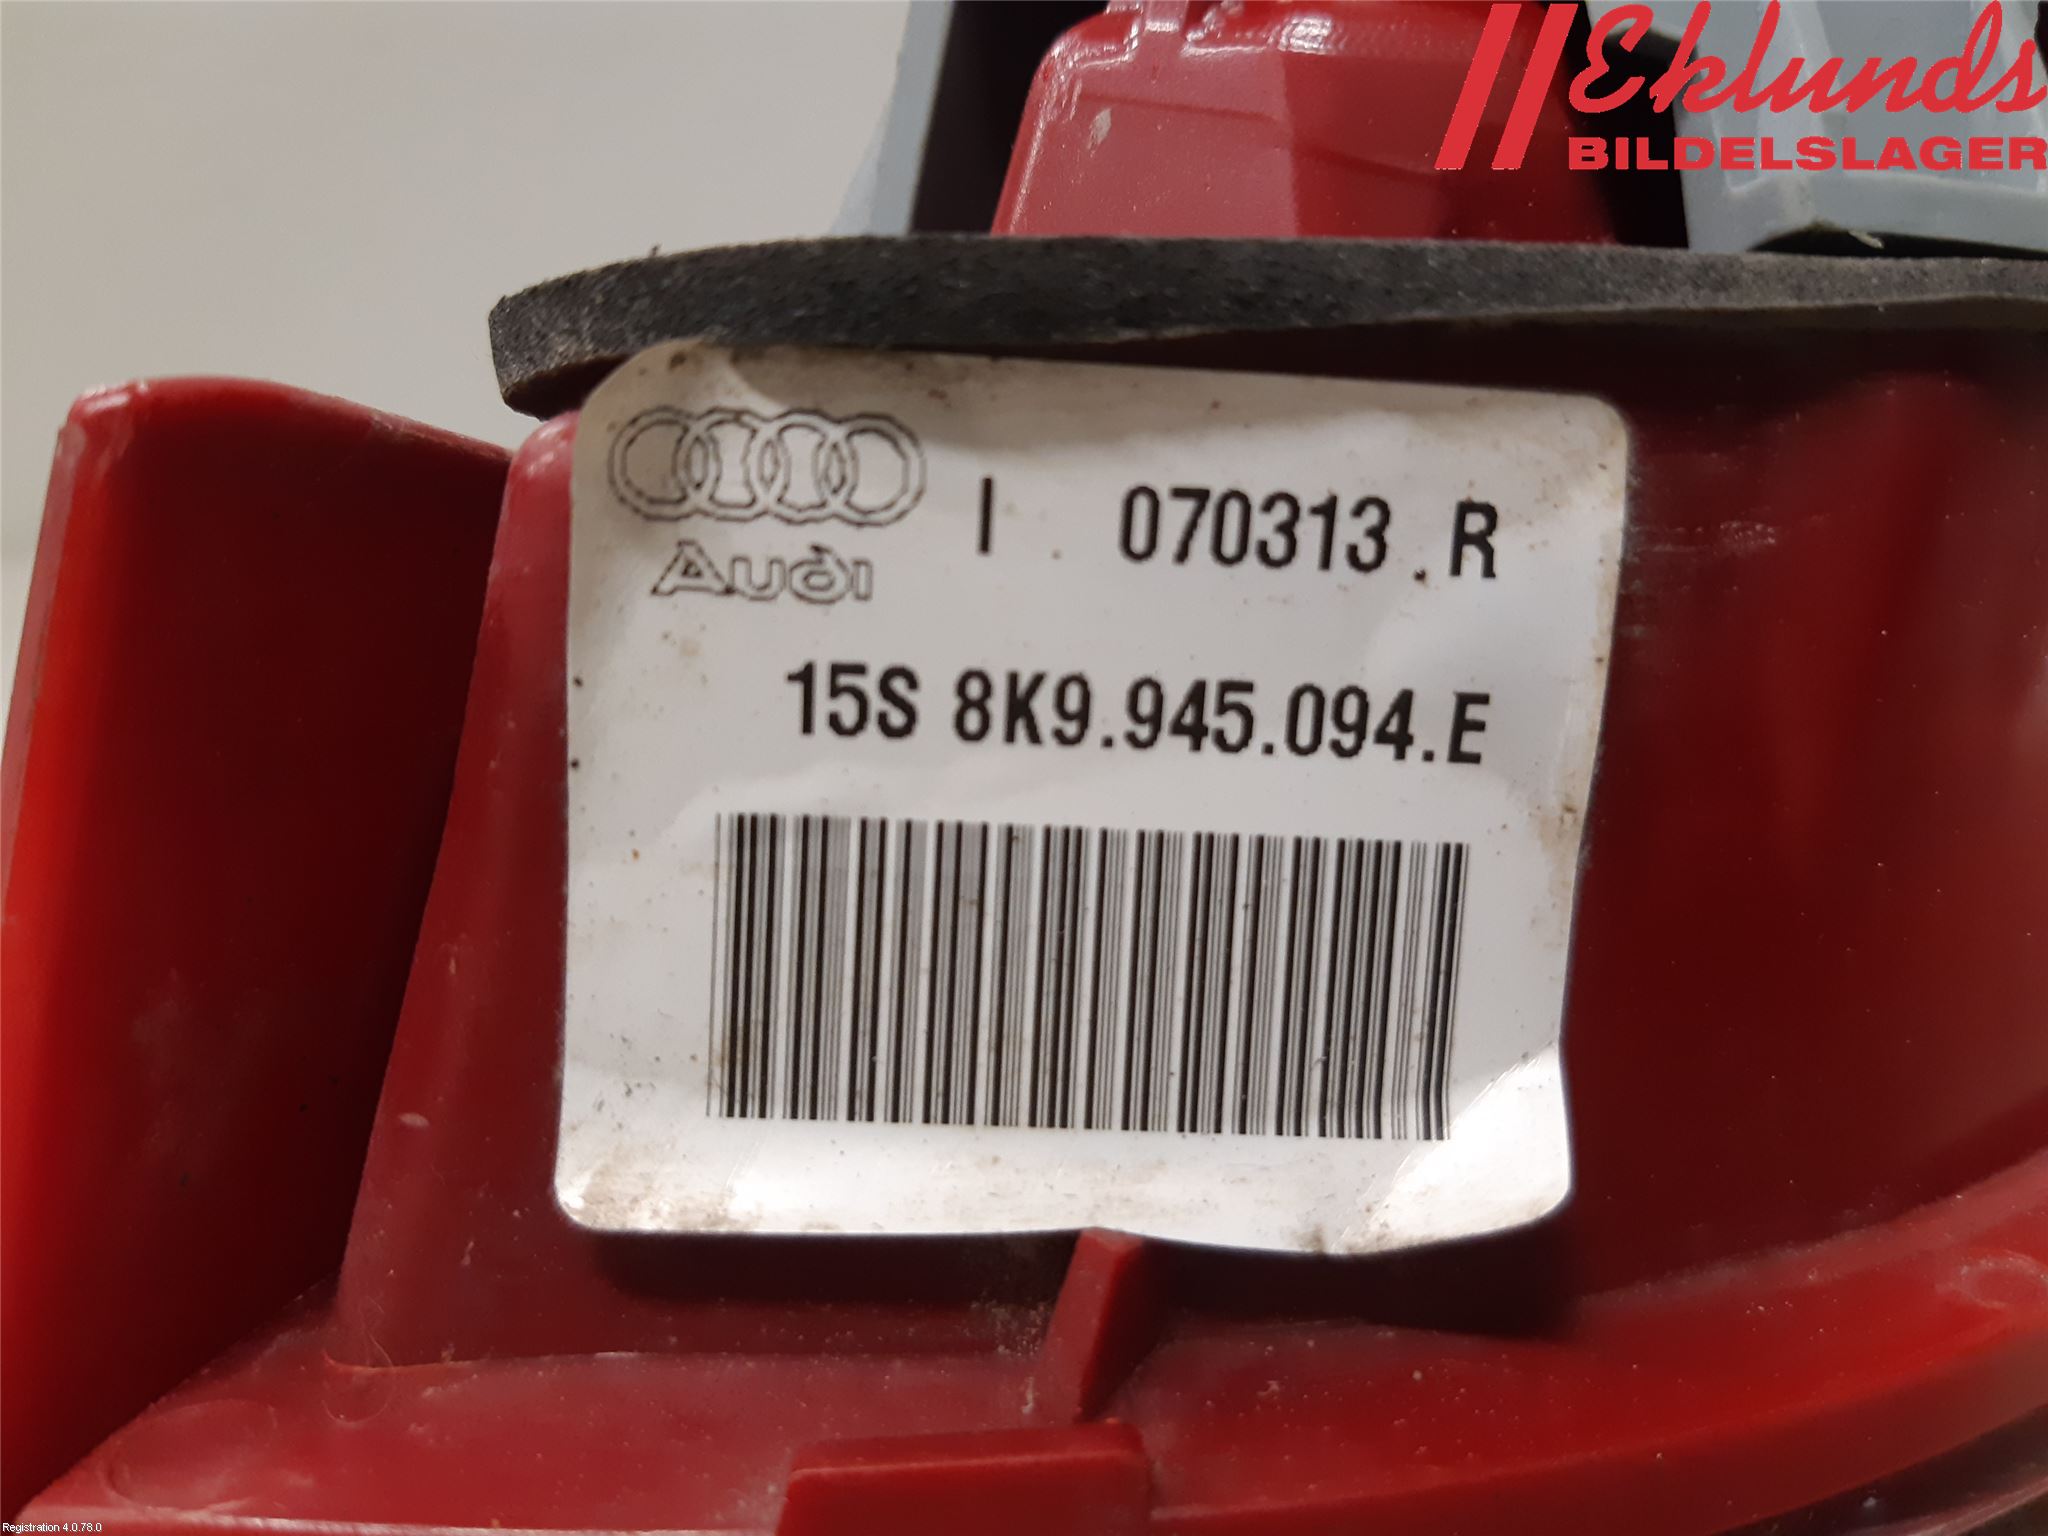 Eklunds
BILDELSLAGER
I 070313 R
Audi
15S 8K9.945.094.E
Registration 4.0.78.0